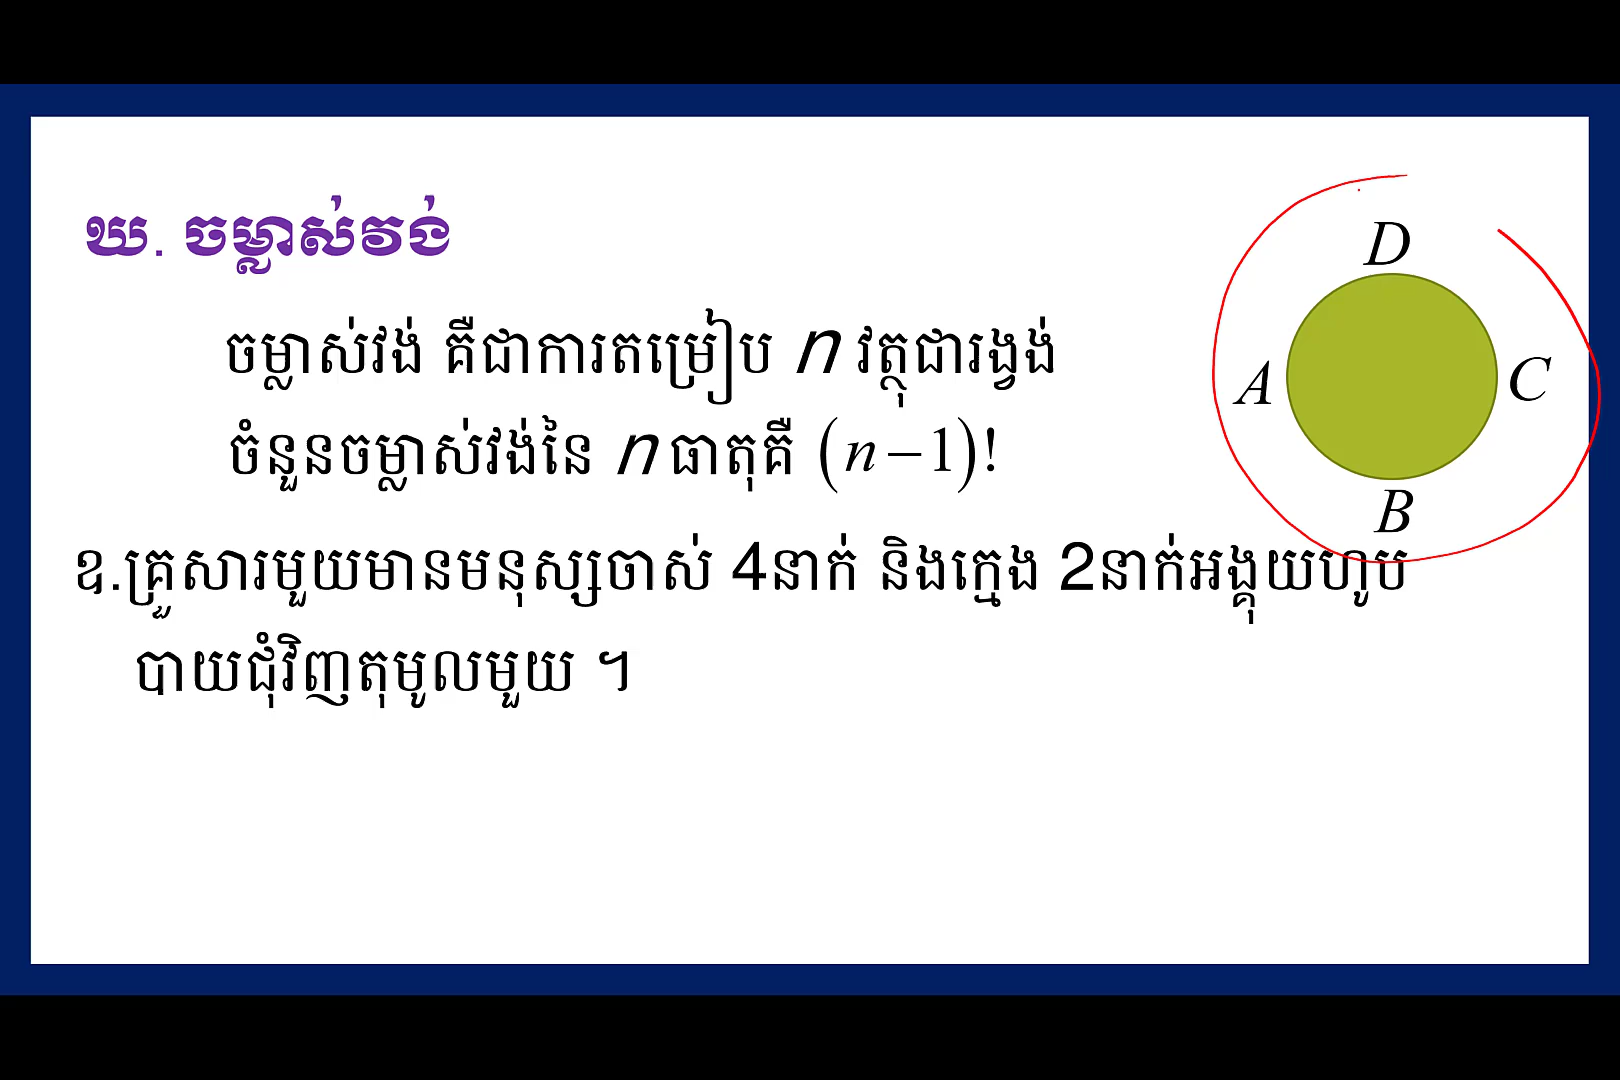 ឃ. ចម្លាស់វង់
ចម្លាស់វង់ គឺជាការតម្រៀប n វត្ថុជារង្វង់
ចំនួនចម្លាស់វង់នៃ n ធាតុគឺ (n−1)!
ឧ.គ្រួសារមួយមានមនុស្សចាស់ 4នាក់ និងក្មេង 2នាក់អង្គុយហូប
បាយជុំវិញតុមូលមួយ ។
D
A
C
B